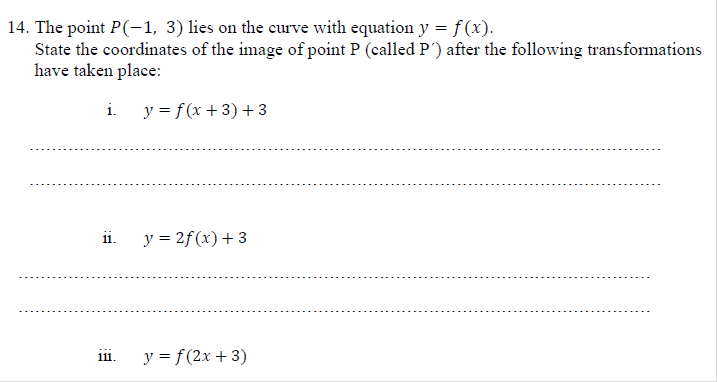 14. The point P(−1, 3) lies on the curve with equation y = f(x).
State the coordinates of the image of point P (called P´) after the following transformations
have taken place:
i. y = f(x + 3) + 3
ii. y = 2f(x) + 3
iii. y = f(2x + 3)